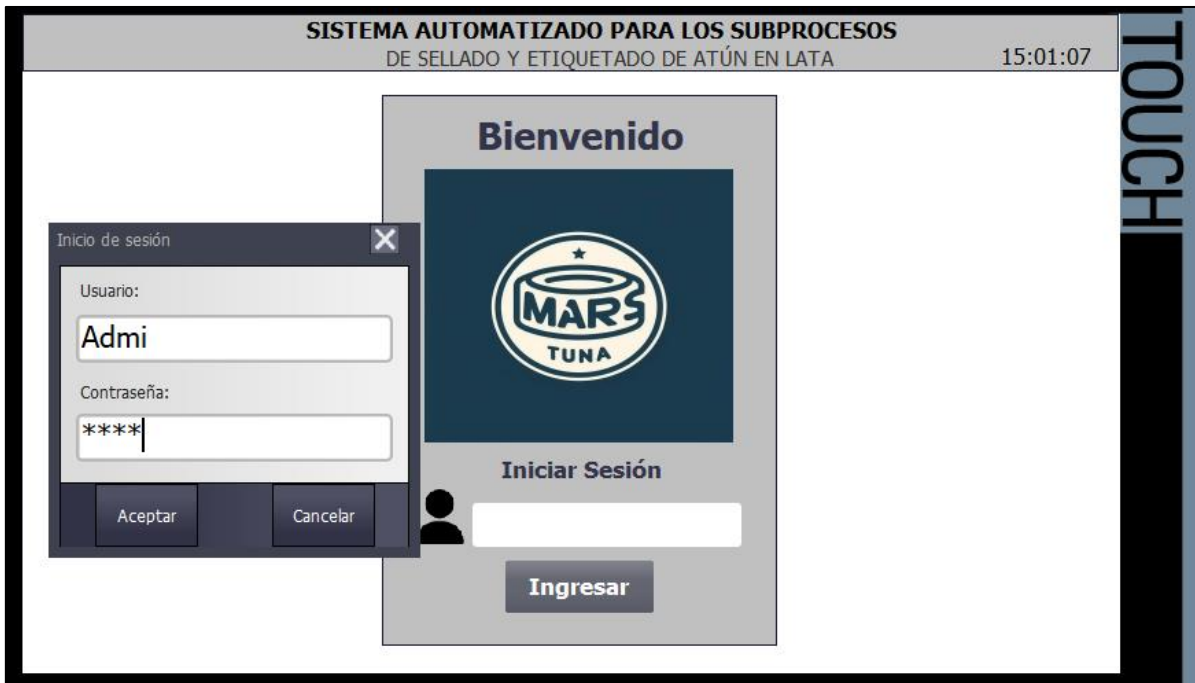 SISTEMA AUTOMATIZADO PARA LOS SUBPROCESOS
DE SELLADO Y ETIQUETADO DE ATÚN EN LATA
15:01:07
TOUCH
Bienvenido
MARS
TUNA
Inicio de sesión
Usuario:
Admi
Contraseña:
****
Aceptar
Cancelar
Iniciar Sesión
Ingresar